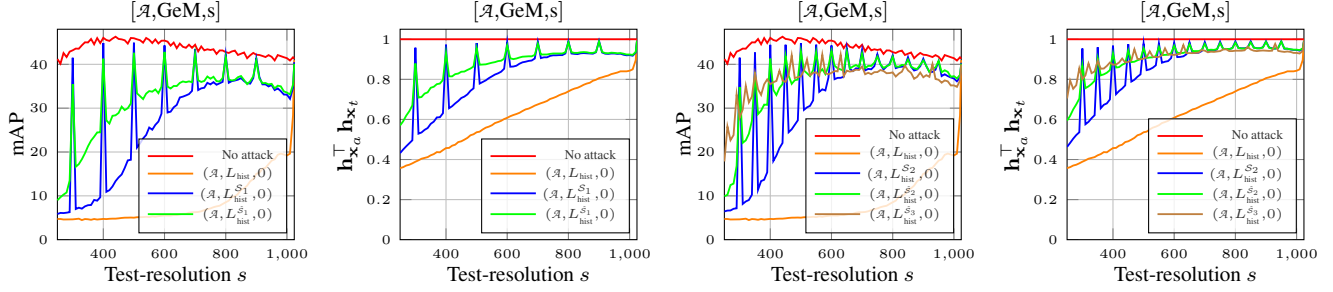 [𝒜,GeM,s]
mAP
40
30
20
10
0
400 600 800 1,000
Test-resolution s
No attack
(𝒜, L_hist, 0)
(𝒜, L_hist^{𝒮_1}, 0)
(𝒜, L_hist^{ŝ_1}, 0)
[𝒜,GeM,s]
h_{x_a}^⊤ h_{x_t}
1
0.8
0.6
0.4
0.2
0
400 600 800 1,000
Test-resolution s
No attack
(𝒜, L_hist, 0)
(𝒜, L_hist^{𝒮_1}, 0)
(𝒜, L_hist^{ŝ_1}, 0)
[𝒜,GeM,s]
mAP
40
30
20
10
0
400 600 800 1,000
Test-resolution s
No attack
(𝒜, L_hist, 0)
(𝒜, L_hist^{𝒮_2}, 0)
(𝒜, L_hist^{ŝ_2}, 0)
(𝒜, L_hist^{ŝ_3}, 0)
[𝒜,GeM,s]
h_{x_a}^⊤ h_{x_t}
1
0.8
0.6
0.4
0.2
0
400 600 800 1,000
Test-resolution s
No attack
(𝒜, L_hist, 0)
(𝒜, L_hist^{𝒮_2}, 0)
(𝒜, L_hist^{ŝ_2}, 0)
(𝒜, L_hist^{ŝ_3}, 0)